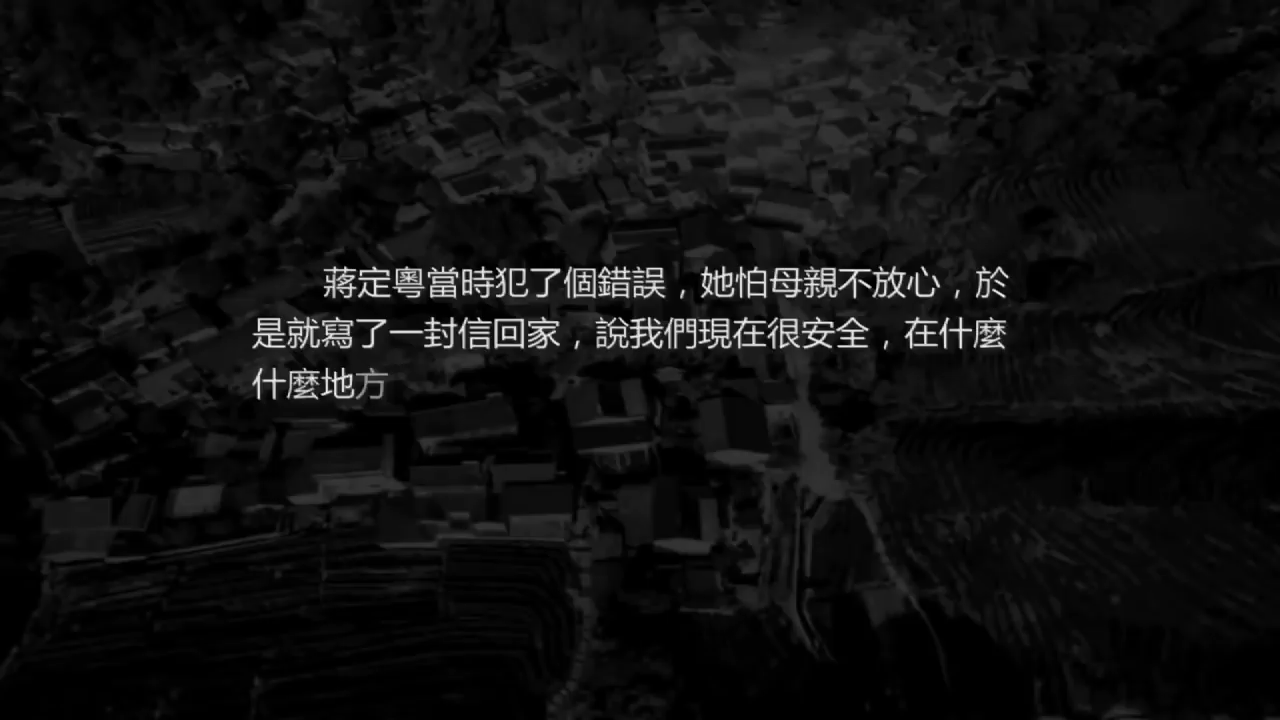 蔣定粵當時犯了個錯誤，她怕母親不放心，於
是就寫了一封信回家，說我們現在很安全，在什麼
什麼地方